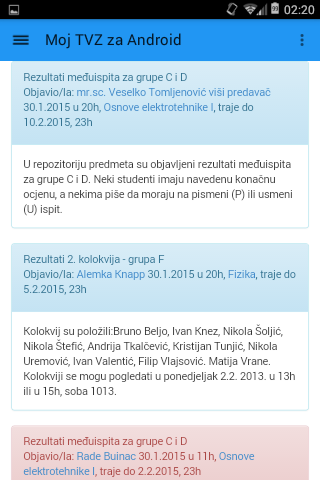 02:20
Moj TVZ za Android
Rezultati međuispita za grupe C i D
Objavio/la: mr.sc. Veselko Tomljenović viši predavač
30.1.2015 u 20h, Osnove elektrotehnike I, traje do
10.2.2015, 23h
U repozitoriju predmeta su objavljeni rezultati međuispita
za grupe C i D. Neki studenti imaju navedenu konačnu
ocjenu, a nekima piše da moraju na pismeni (P) ili usmeni
(U) ispit.
Rezultati 2. kolokvija - grupa F
Objavio/la: Alemka Knapp 30.1.2015 u 20h, Fizika, traje do
5.2.2015, 23h
Kolokvij su položili:Bruno Beljo, Ivan Knez, Nikola Šoljić,
Nikola Štefić, Andrija Tkalčević, Kristijan Tunjić, Nikola
Uremović, Ivan Valentić, Filip Vlajsović. Matija Vrane.
Kolokviji se mogu pogledati u ponedjeljak 2.2. 2013. u 13h
ili u 15h, soba 1013.
Rezultati međuispita za grupe C i D
Objavio/la: Rade Buinac 30.1.2015 u 11h, Osnove
elektrotehnike I, traje do 2.2.2015, 23h